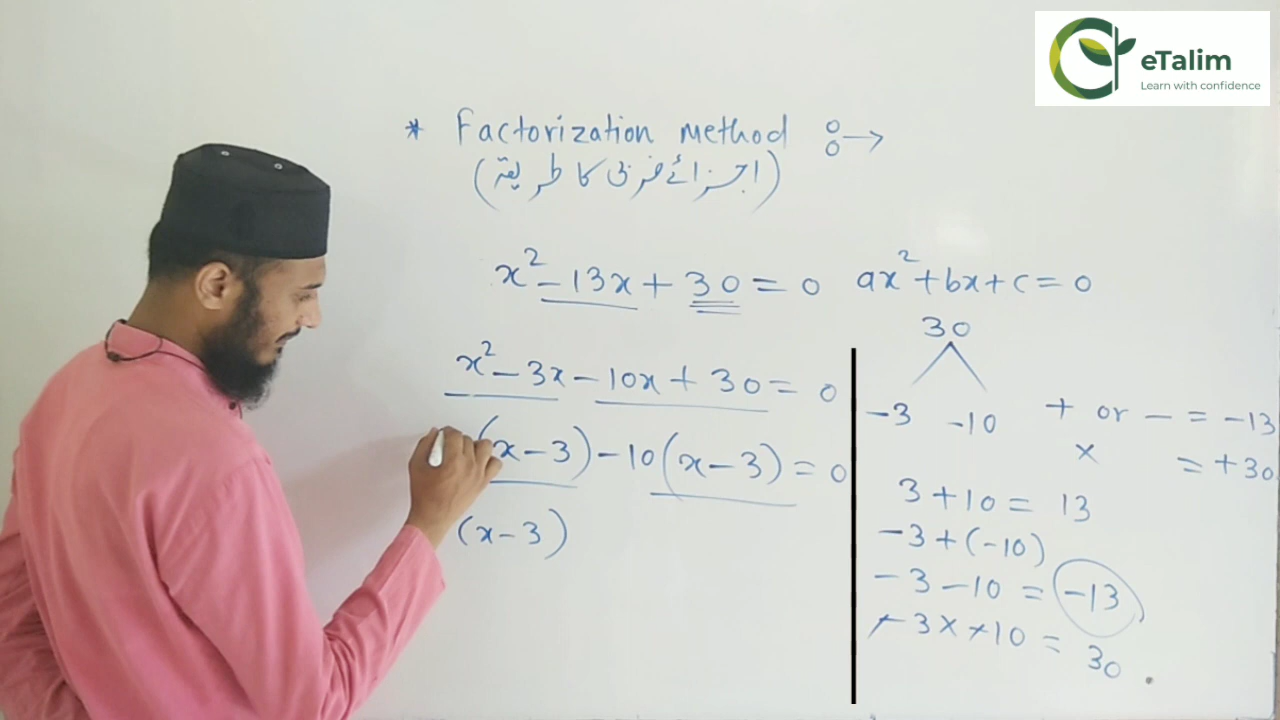 eTalim
Learn with confidence
* Factorization method :→
(اجزائے ضربی کا طریقہ)
x² - 13x + 30 = 0
ax² + bx + c = 0
x² - 3x - 10x + 30 = 0
(x - 3) - 10 (x - 3) = 0
(x - 3)
30
-3 -10
+ or - = -13
× = +30
3 + 10 = 13
-3 + (-10)
-3 - 10 = -13
-3 × -10 = 30